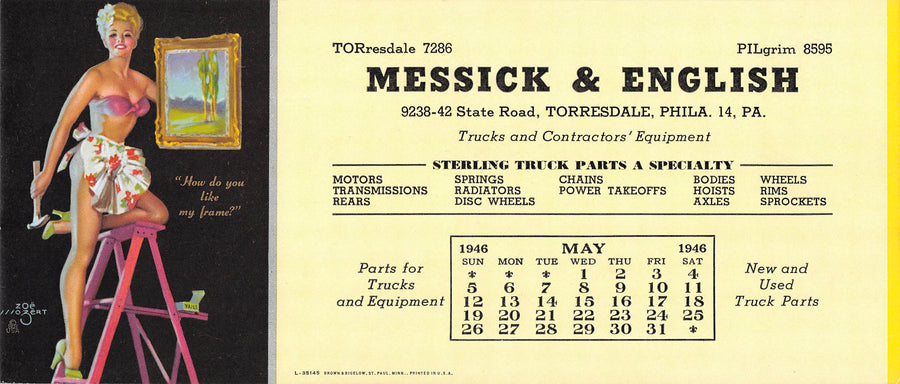 "How do you
like
my frame?"
NAILS
zoë
mozert
U.S.A.
TORresdale 7286 PILgrim 8595
MESSICK & ENGLISH
9238-42 State Road, TORRESDALE, PHILA. 14, PA.
Trucks and Contractors' Equipment
STERLING TRUCK PARTS A SPECIALTY
MOTORS SPRINGS CHAINS BODIES WHEELS
TRANSMISSIONS RADIATORS POWER TAKEOFFS HOISTS RIMS
REARS DISC WHEELS AXLES SPROCKETS
Parts for
Trucks
and Equipment
1946 MAY 1946
SUN MON TUE WED THU FRI SAT
* * * 1 2 3 4
5 6 7 8 9 10 11
12 13 14 15 16 17 18
19 20 21 22 23 24 25
26 27 28 29 30 31 *
New and
Used
Truck Parts
L-35145 BROWN & BIGELOW, ST. PAUL, MINN., PRINTED IN U.S.A.